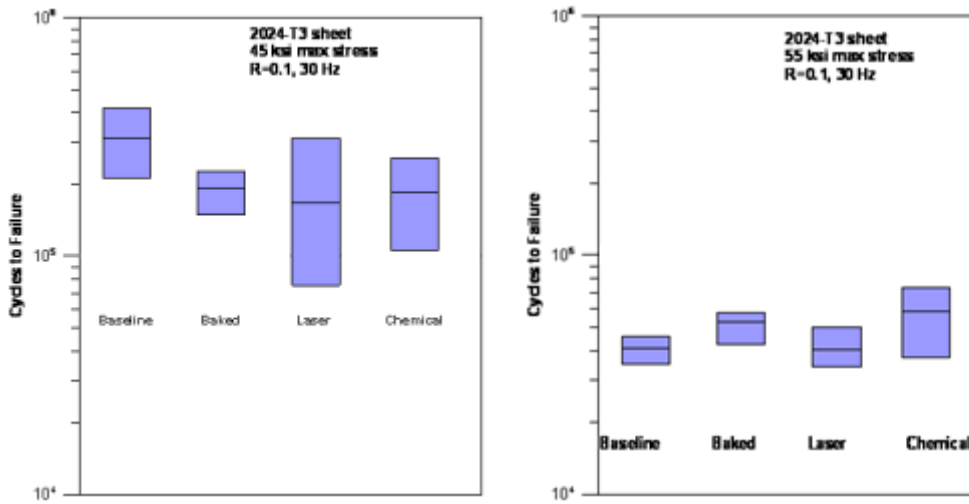 10⁶
2024-T3 sheet
45 ksi max stress
R=0.1, 30 Hz
Cycles to Failure
10⁵
Baseline
Baked
Laser
Chemical
10⁴
10⁶
2024-T3 sheet
55 ksi max stress
R=0.1, 30 Hz
Cycles to Failure
10⁵
Baseline
Baked
Laser
Chemical
10⁴